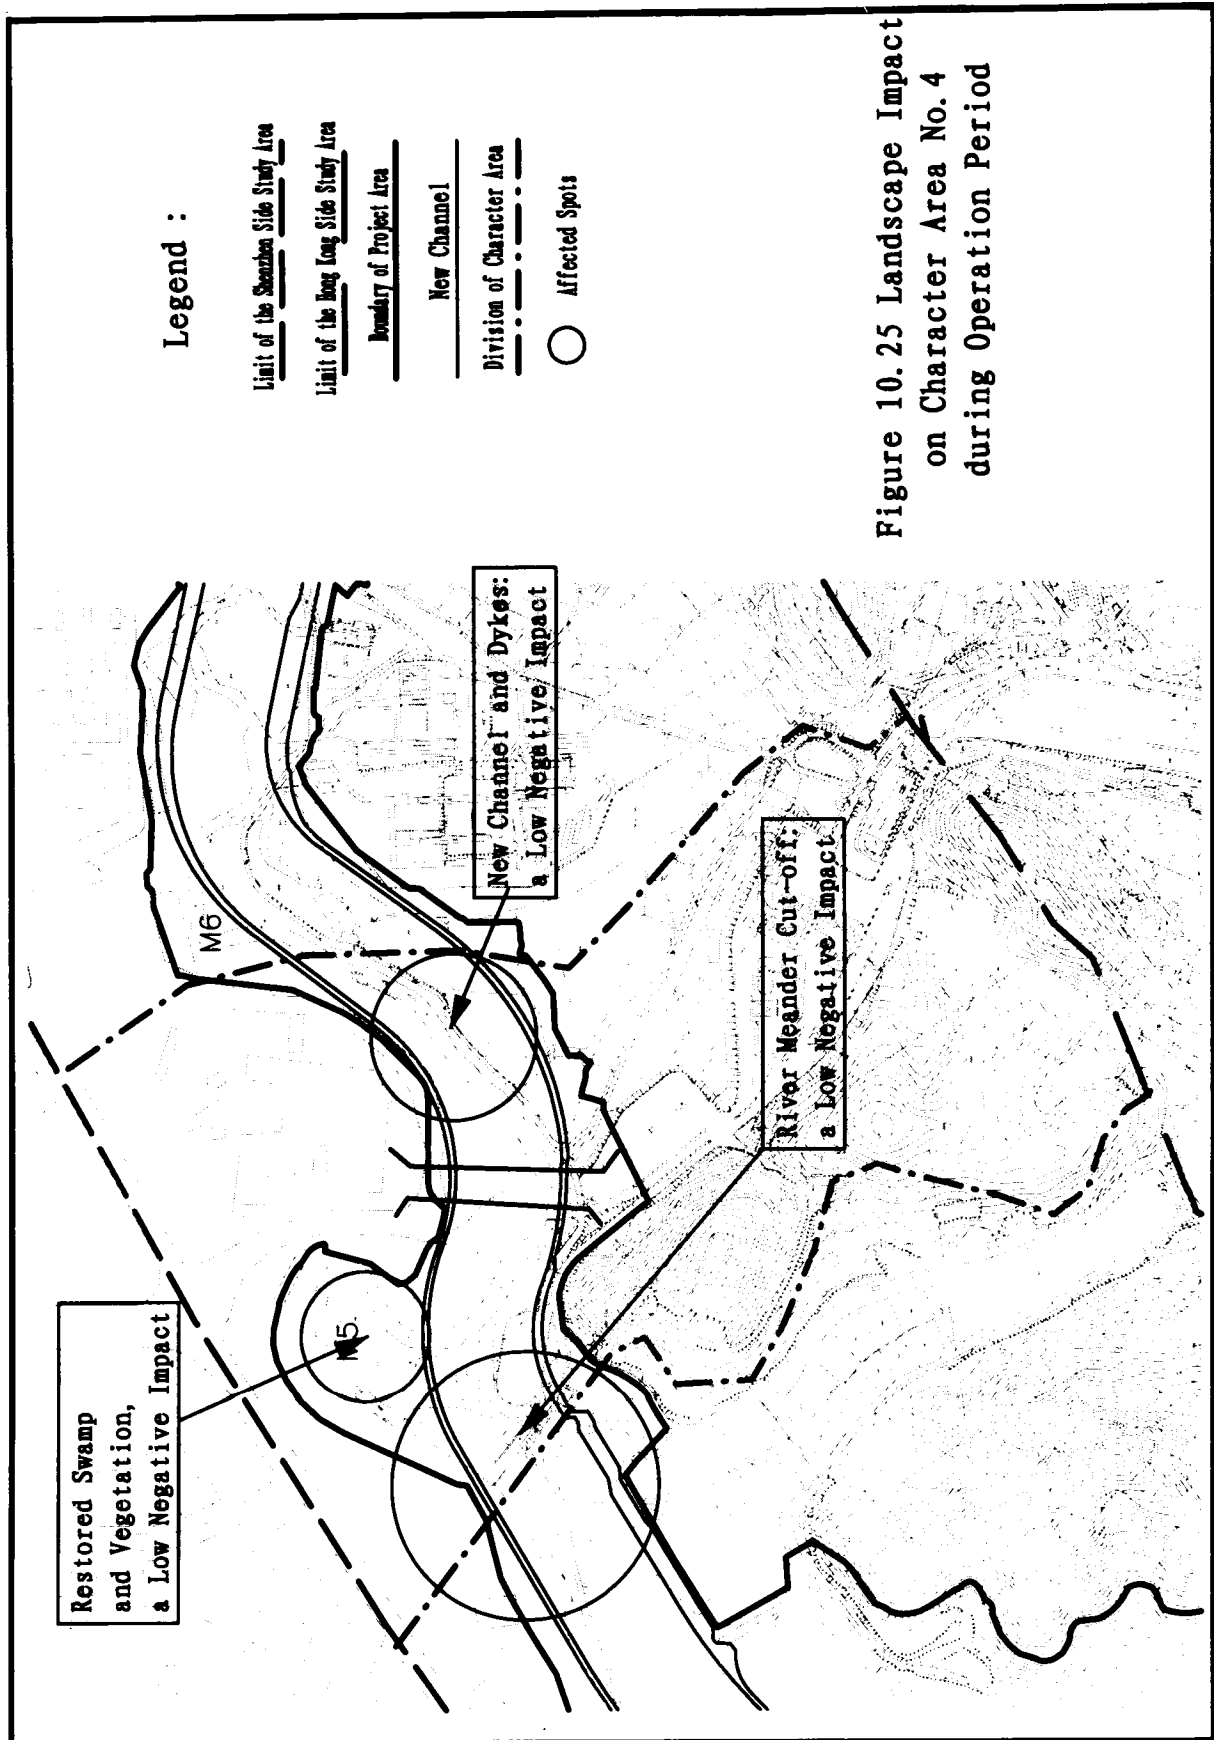 Restored Swamp
and Vegetation,
a Low Negative Impact
M5
M6
New Channel and Dykes:
a Low Negative Impact
River Meander Cut-off:
a Low Negative Impact
Legend :
Limit of the Shenzhen Side Study Area
Limit of the Hong Kong Side Study Area
Boundary of Project Area
New Channel
Division of Character Area
Affected Spots
Figure 10.25 Landscape Impact
on Character Area No.4
during Operation Period